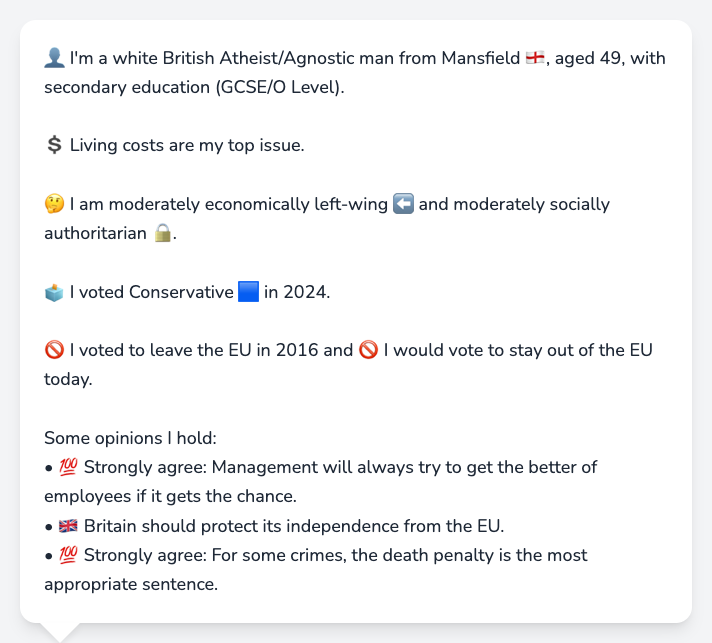 👤 I'm a white British Atheist/Agnostic man from Mansfield 🏴󠁧󠁢󠁥󠁮󠁧󠁿, aged 49, with
secondary education (GCSE/O Level).
💲 Living costs are my top issue.
🤔 I am moderately economically left-wing ⬅️ and moderately socially
authoritarian 🔒.
🗳️ I voted Conservative 🟦 in 2024.
🚫 I voted to leave the EU in 2016 and 🚫 I would vote to stay out of the EU
today.
Some opinions I hold:
• 💯 Strongly agree: Management will always try to get the better of
employees if it gets the chance.
• 🇬🇧 Britain should protect its independence from the EU.
• 💯 Strongly agree: For some crimes, the death penalty is the most
appropriate sentence.